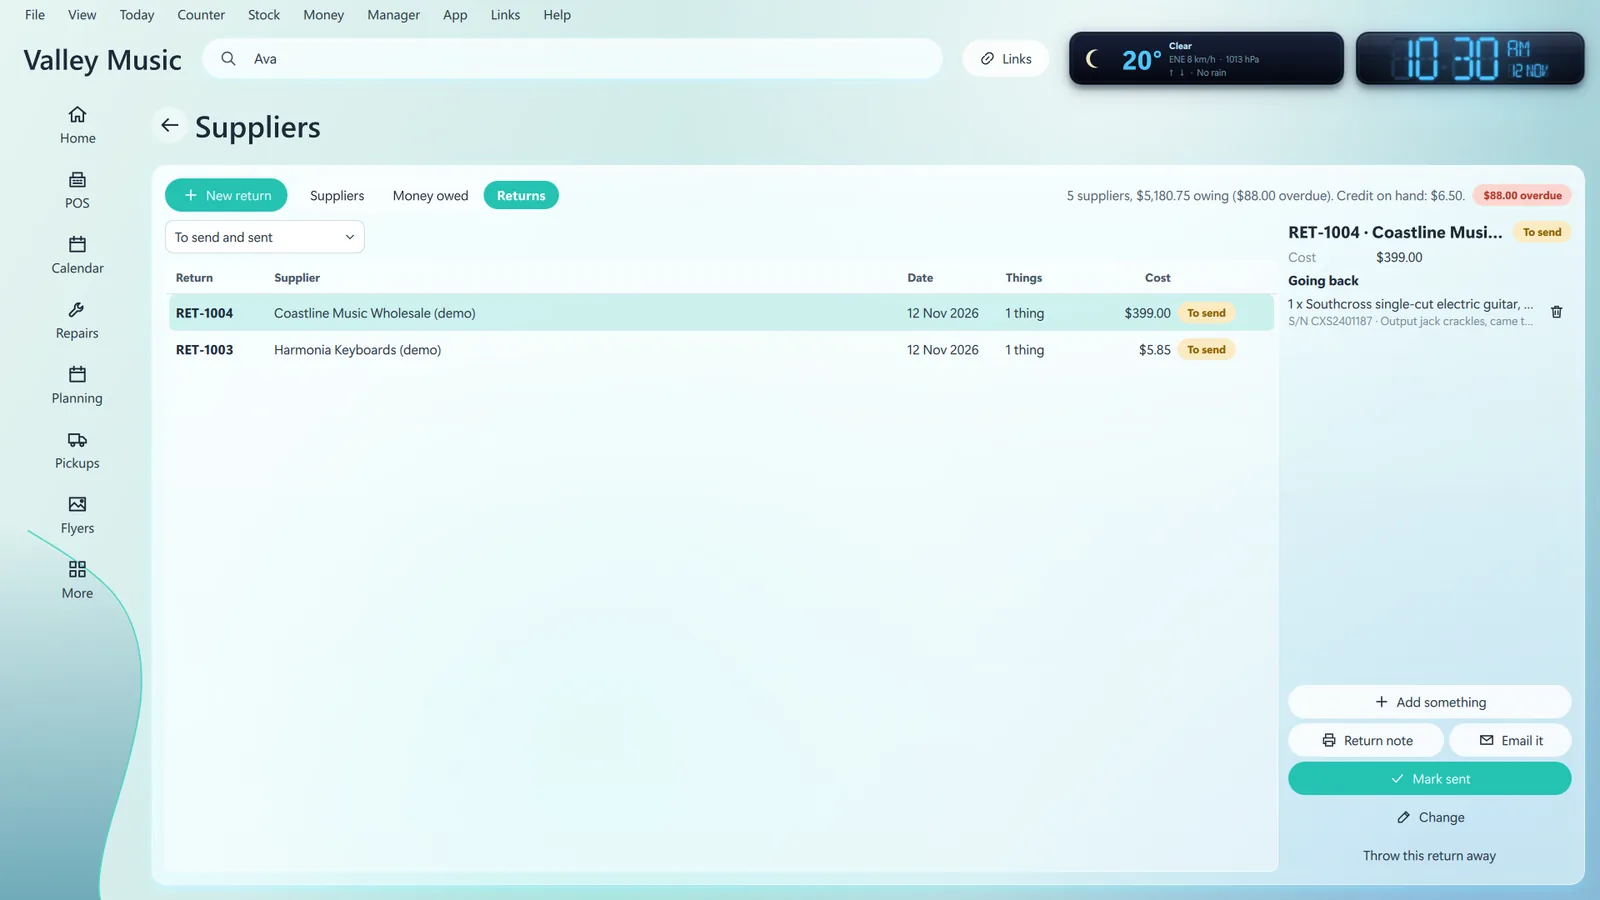 File View Today Counter Stock Money Manager App Links Help
Valley Music
Ava
Links
20°
Clear
ENE 8 km/h · 1013 hPa
↑ ↓ · No rain
10:30 AM
12 NOV
Home
POS
Calendar
Repairs
Planning
Pickups
Flyers
More
Suppliers
New return Suppliers Money owed Returns
5 suppliers, $5,180.75 owing ($88.00 overdue). Credit on hand: $6.50. $88.00 overdue
To send and sent
Return Supplier Date Things Cost
RET-1004 Coastline Music Wholesale (demo) 12 Nov 2026 1 thing $399.00 To send
RET-1003 Harmonia Keyboards (demo) 12 Nov 2026 1 thing $5.85 To send
RET-1004 · Coastline Musi... To send
Cost $399.00
Going back
1 x Southcross single-cut electric guitar, ...
S/N CXS2401187 · Output jack crackles, came t...
Add something
Return note Email it
Mark sent
Change
Throw this return away